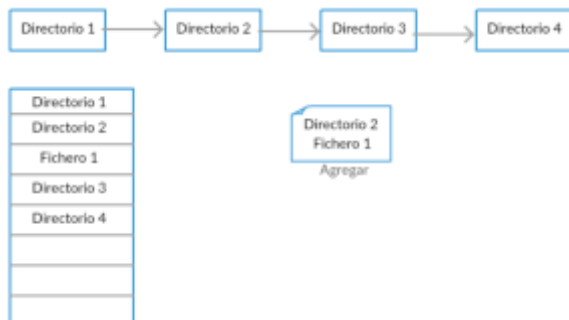 Directorio 1
Directorio 2
Directorio 3
Directorio 4
Directorio 1
Directorio 2
Fichero 1
Directorio 3
Directorio 4
Directorio 2
Fichero 1
Agregar